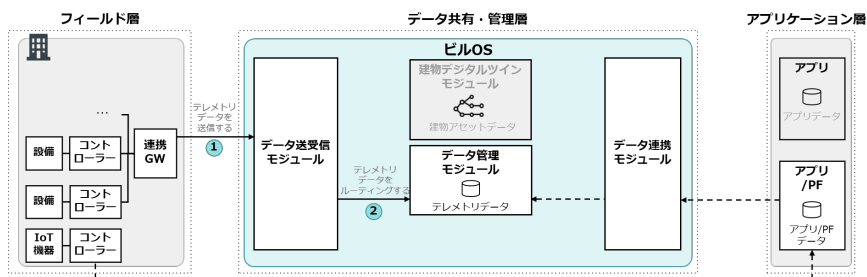 フィールド層
データ共有・管理層
アプリケーション層
...
設備
コント
ローラー
連携
GW
設備
コント
ローラー
IoT
機器
コント
ローラー
テレメトリ
データを
送信する
1
ビルOS
データ送受信
モジュール
建物デジタルツイン
モジュール
建物アセットデータ
テレメトリ
データを
ルーティングする
2
データ管理
モジュール
テレメトリデータ
データ連携
モジュール
アプリ
アプリデータ
アプリ
/PF
アプリ/PF
データ